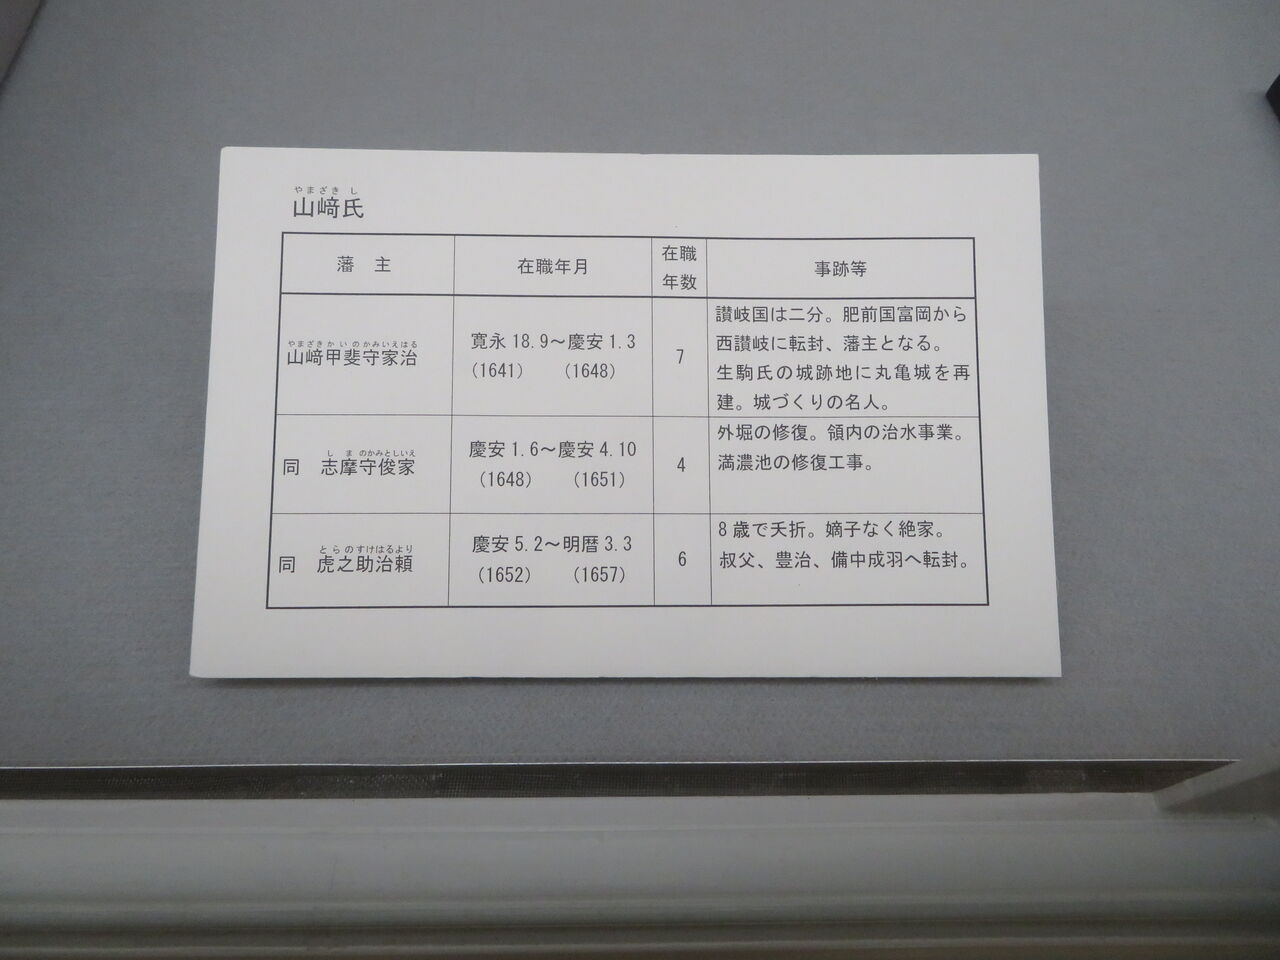 やまざき し
山﨑氏
藩 主
在職年月
在職
年数
事跡等
やまざきかいのかみいえはる
山﨑甲斐守家治
寛永18.9～慶安1.3
(1641) (1648)
7
讃岐国は二分。肥前国富岡から
西讃岐に転封、藩主となる。
生駒氏の城跡地に丸亀城を再
建。城づくりの名人。
しまのかみとしいえ
同 志摩守俊家
慶安1.6～慶安4.10
(1648) (1651)
4
外堀の修復。領内の治水事業。
満濃池の修復工事。
とらのすけはるより
同 虎之助治頼
慶安5.2～明暦3.3
(1652) (1657)
6
8歳で夭折。嫡子なく絶家。
叔父、豊治、備中成羽へ転封。